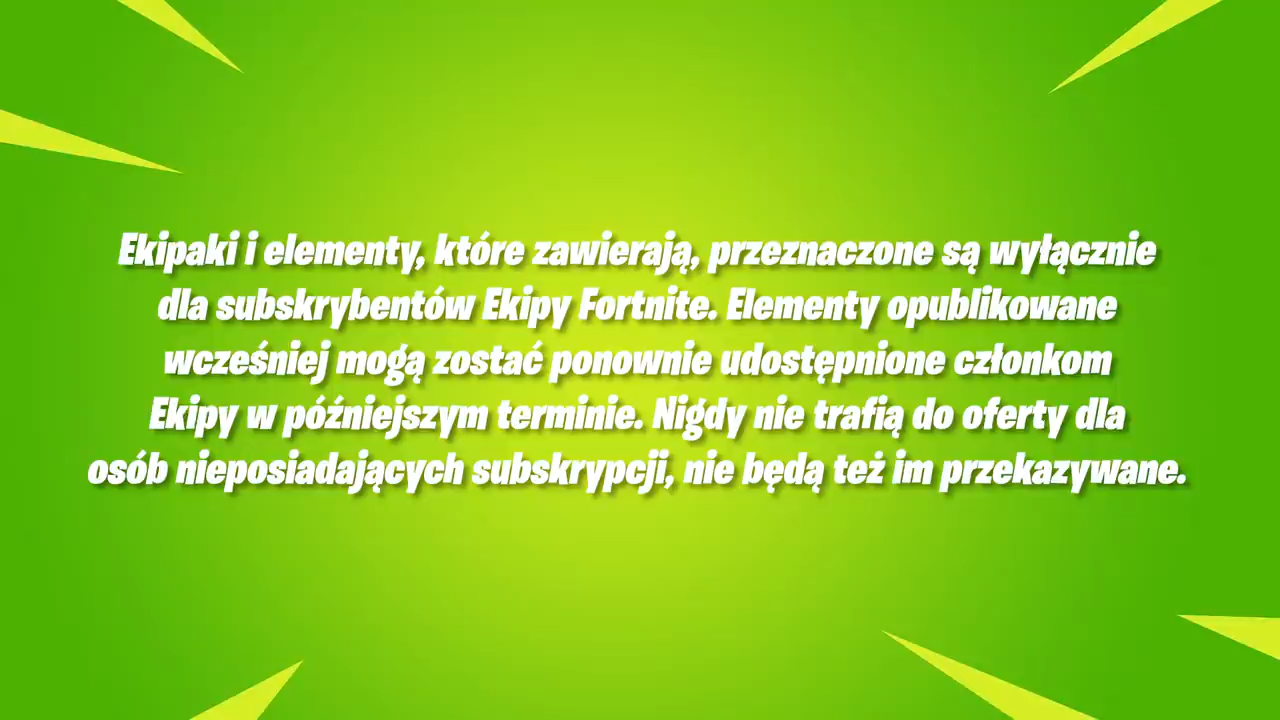 Ekipaki i elementy, które zawierają, przeznaczone są wyłącznie
dla subskrybentów Ekipy Fortnite. Elementy opublikowane
wcześniej mogą zostać ponownie udostępnione członkom
Ekipy w późniejszym terminie. Nigdy nie trafią do oferty dla
osób nieposiadających subskrypcji, nie będą też im przekazywane.